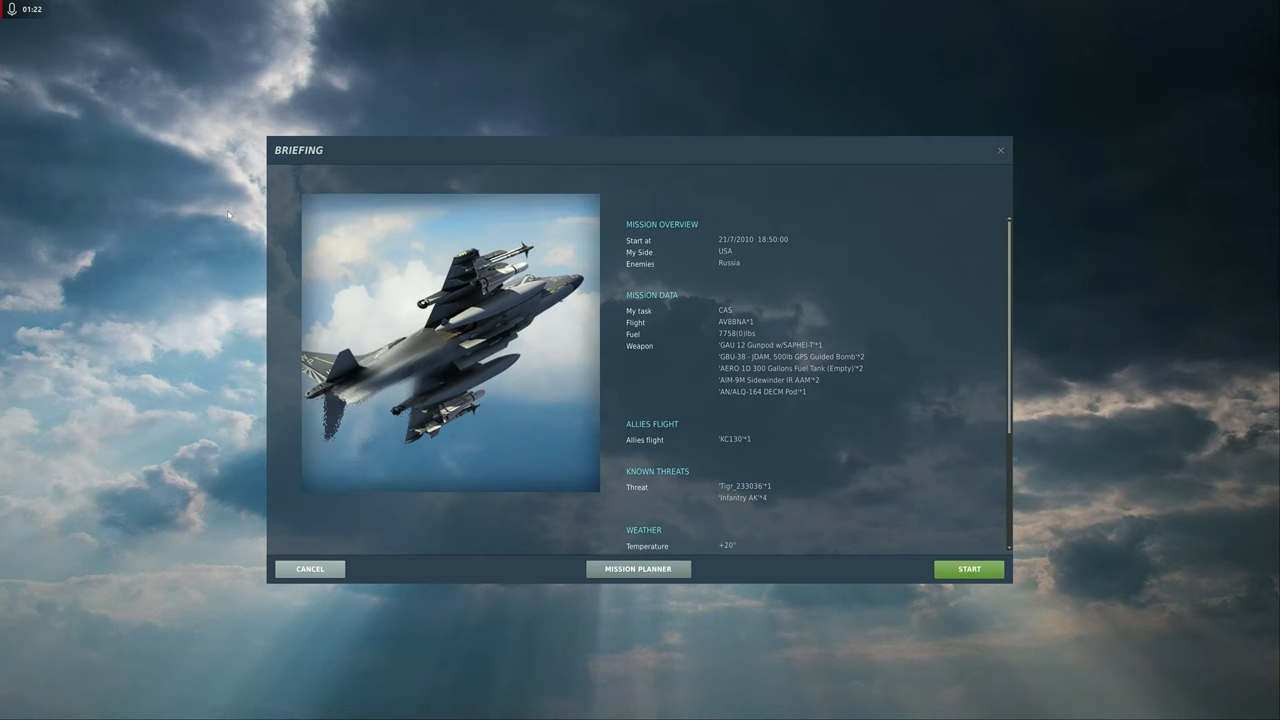 01:22
BRIEFING
×
MISSION OVERVIEW
Start at 21/7/2010 18:50:00
My Side USA
Enemies Russia
MISSION DATA
My task CAS
Flight AV8BNA*1
Fuel 7758(0)lbs
Weapon 'GAU 12 Gunpod w/SAPHEI-T'*1
'GBU-38 - JDAM, 500lb GPS Guided Bomb'*2
'AERO 1D 300 Gallons Fuel Tank (Empty)'*2
'AIM-9M Sidewinder IR AAM'*2
'AN/ALQ-164 DECM Pod'*1
ALLIES FLIGHT
Allies flight 'KC130'*1
KNOWN THREATS
Threat 'Tigr_233036'*1
'Infantry AK'*4
WEATHER
Temperature +20°
CANCEL
MISSION PLANNER
START